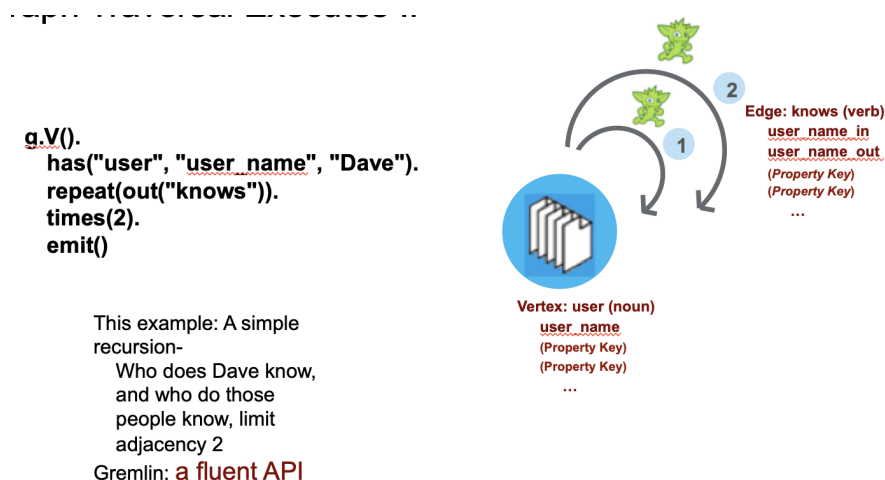 g.V().
has("user", "user_name", "Dave").
repeat(out("knows")).
times(2).
emit()
This example: A simple
recursion-
Who does Dave know,
and who do those
people know, limit
adjacency 2
Gremlin: a fluent API
1
2
Edge: knows (verb)
user_name_in
user_name_out
(Property Key)
(Property Key)
...
Vertex: user (noun)
user_name
(Property Key)
(Property Key)
...